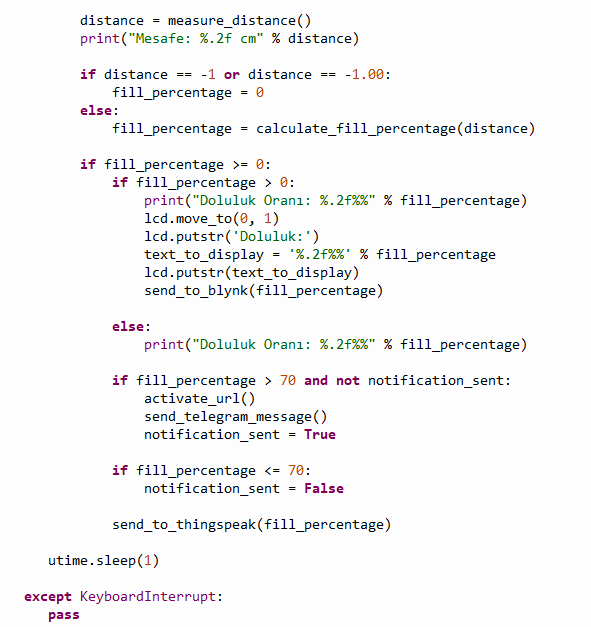 distance = measure_distance()
print("Mesafe: %.2f cm" % distance)
if distance == -1 or distance == -1.00:
fill_percentage = 0
else:
fill_percentage = calculate_fill_percentage(distance)
if fill_percentage >= 0:
if fill_percentage > 0:
print("Doluluk Oranı: %.2f%%" % fill_percentage)
lcd.move_to(0, 1)
lcd.putstr('Doluluk:')
text_to_display = '%.2f%%' % fill_percentage
lcd.putstr(text_to_display)
send_to_blynk(fill_percentage)
else:
print("Doluluk Oranı: %.2f%%" % fill_percentage)
if fill_percentage > 70 and not notification_sent:
activate_url()
send_telegram_message()
notification_sent = True
if fill_percentage <= 70:
notification_sent = False
send_to_thingspeak(fill_percentage)
utime.sleep(1)
except KeyboardInterrupt:
pass